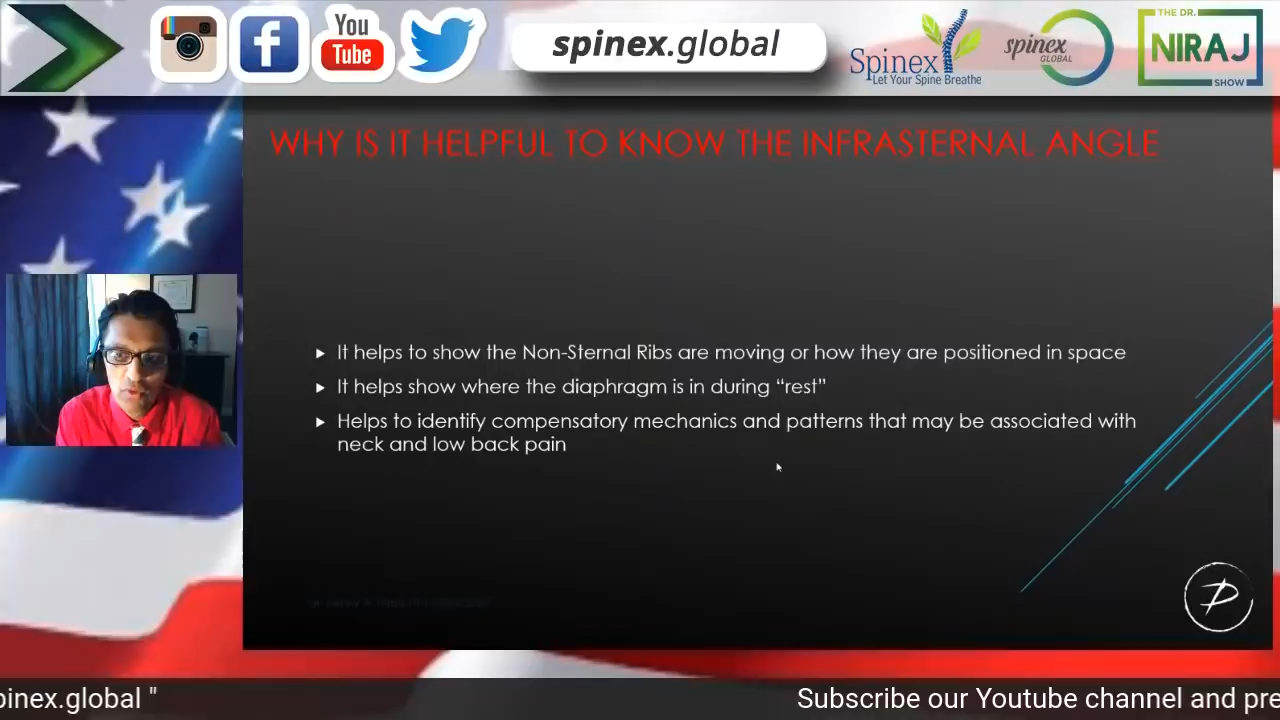 You
Tube
spinex.global
Spinex
Let Your Spine Breathe
spinex
GLOBAL
THE DR.
NIRAJ
SHOW
WHY IS IT HELPFUL TO KNOW THE INFRASTERNAL ANGLE
It helps to show the Non-Sternal Ribs are moving or how they are positioned in space
It helps show where the diaphragm is in during “rest”
Helps to identify compensatory mechanics and patterns that may be associated with
neck and low back pain
pinex.global "
Subscribe our Youtube channel and pre